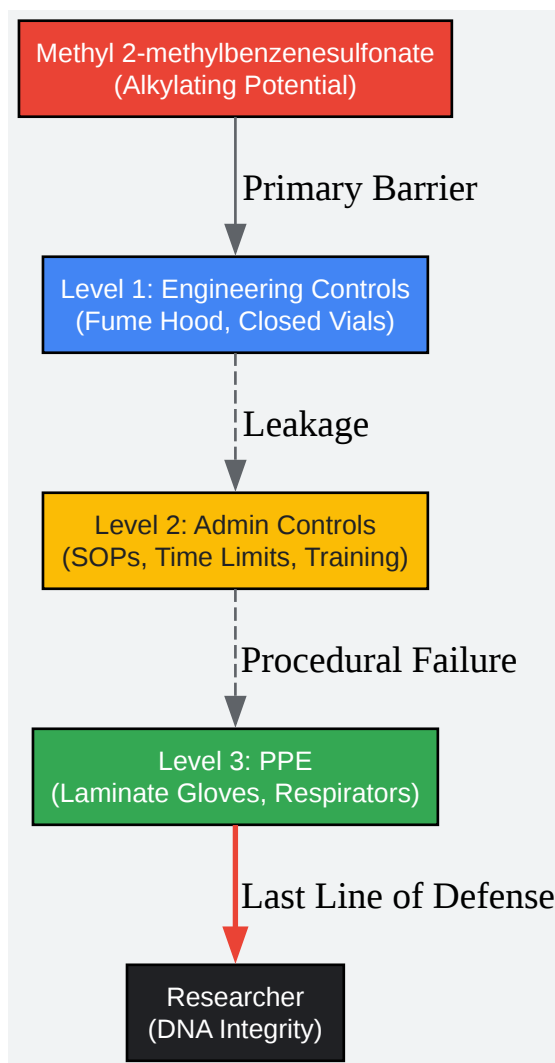 Methyl 2-methylbenzenesulfonate
(Alkylating Potential)
Primary Barrier
Level 1: Engineering Controls
(Fume Hood, Closed Vials)
Leakage
Level 2: Admin Controls
(SOPs, Time Limits, Training)
Procedural Failure
Level 3: PPE
(Laminate Gloves, Respirators)
Last Line of Defense
Researcher
(DNA Integrity)